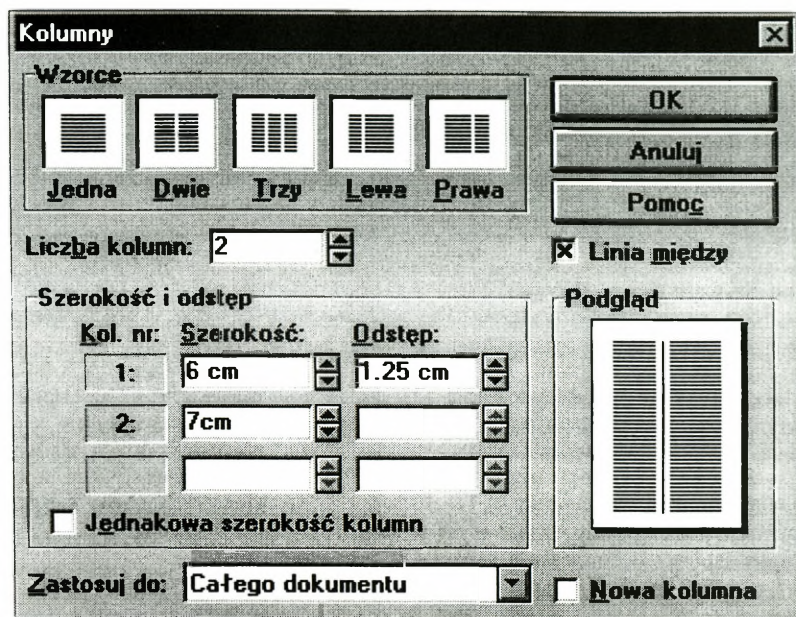 Kolumny
Wzorce
Jedna Dwie Trzy Lewa Prawa
OK
Anuluj
Pomoc
Liczba kolumn: 2
Linia między
Szerokość i odstęp
Kol. nr: Szerokość: Odstęp:
1: 6 cm 1.25 cm
2: 7cm
Jednakowa szerokość kolumn
Podgląd
Zastosuj do: Całego dokumentu
Nowa kolumna